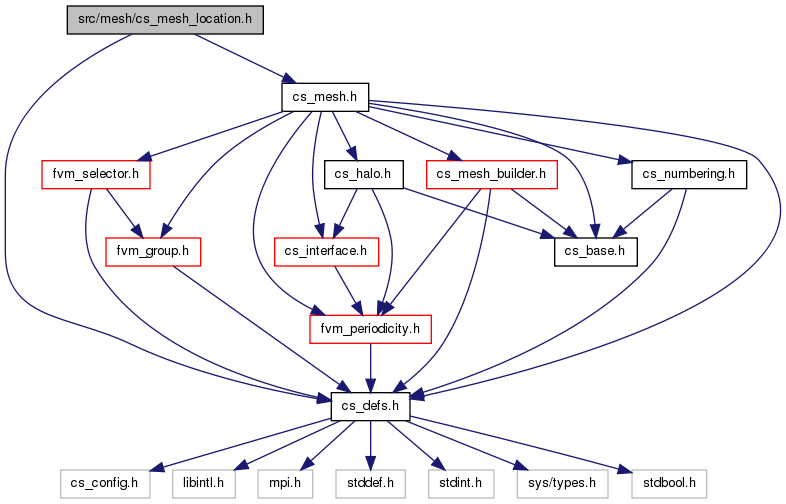 src/mesh/cs_mesh_location.h
cs_mesh.h
fvm_selector.h
cs_halo.h
cs_mesh_builder.h
cs_numbering.h
fvm_group.h
cs_interface.h
cs_base.h
fvm_periodicity.h
cs_defs.h
cs_config.h
libintl.h
mpi.h
stddef.h
stdint.h
sys/types.h
stdbool.h